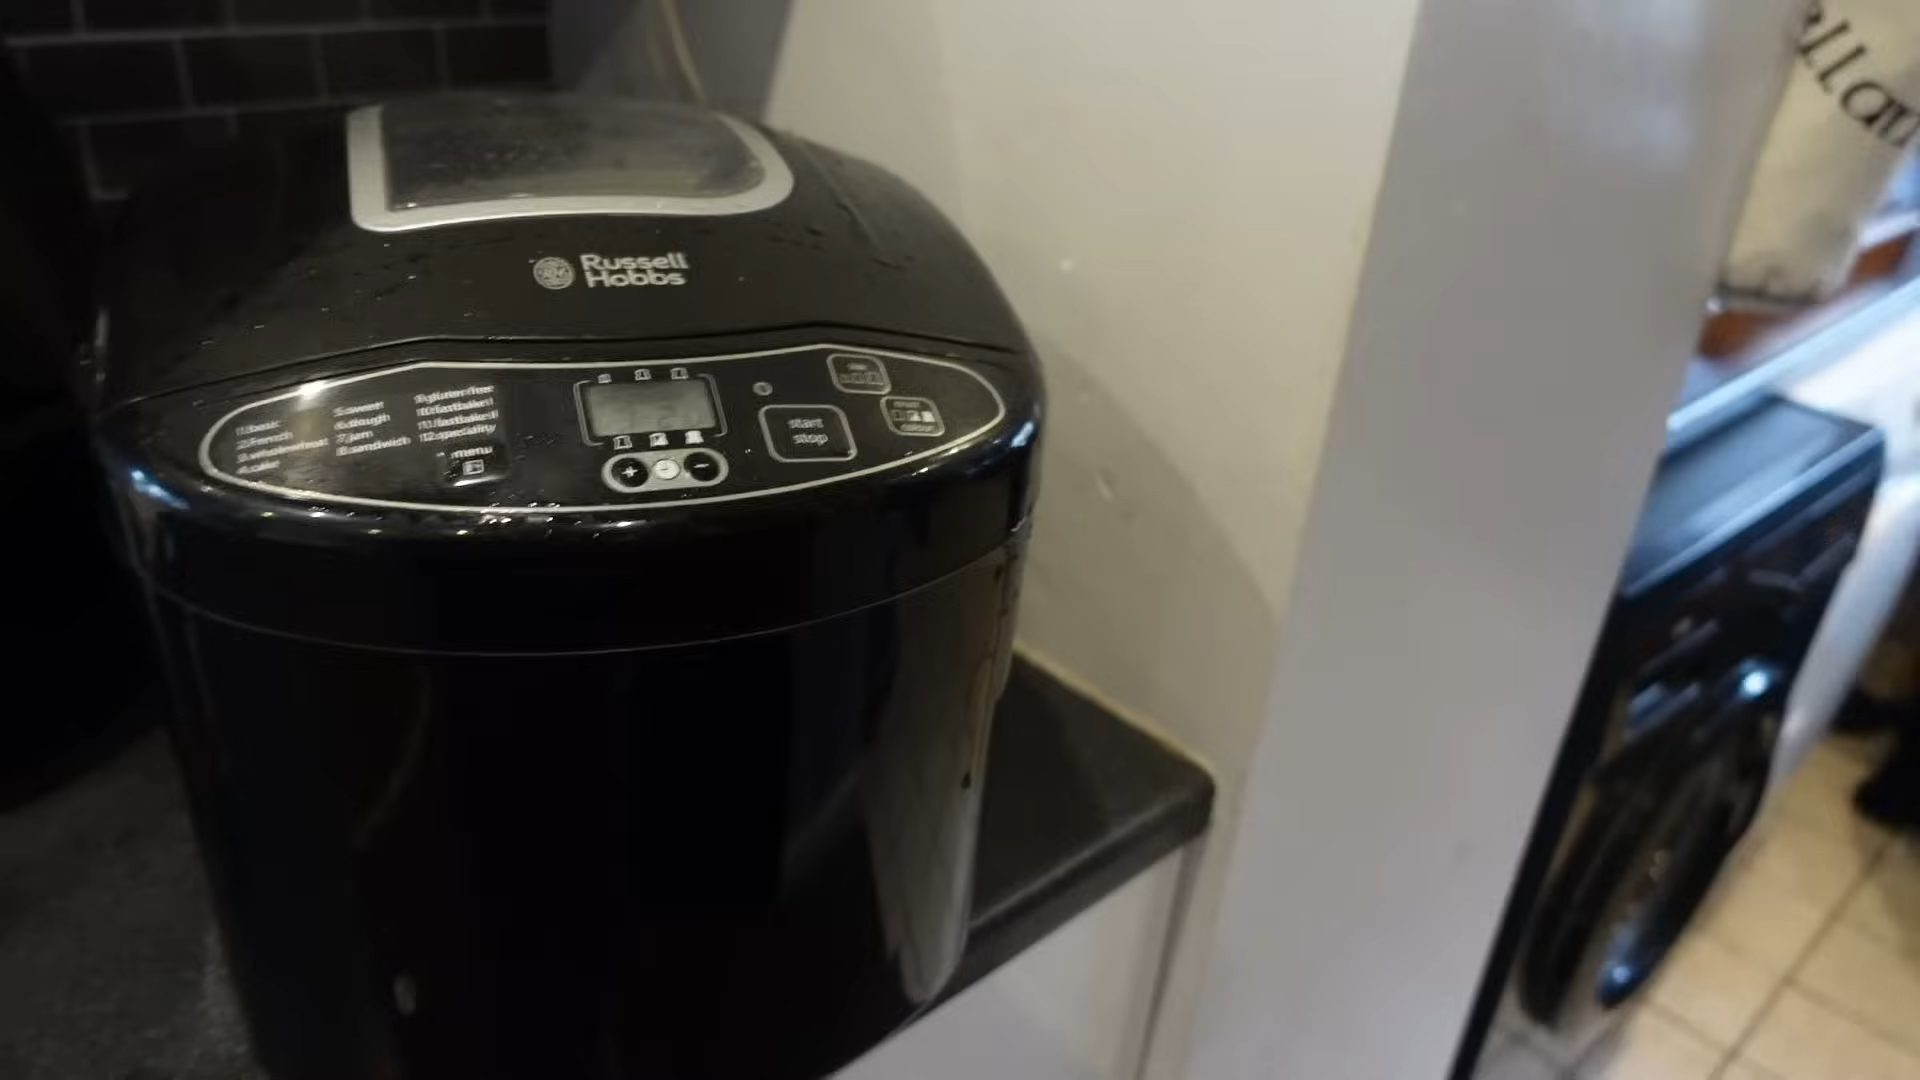 Russell
Hobbs
1.basic
2.French
3.wholewheat
4.cake
5.sweet
6.dough
7.jam
8.sandwich
9.gluten free
10.fastbake I
11.fastbake II
12.speciality
menu
+
-
start
stop
colour